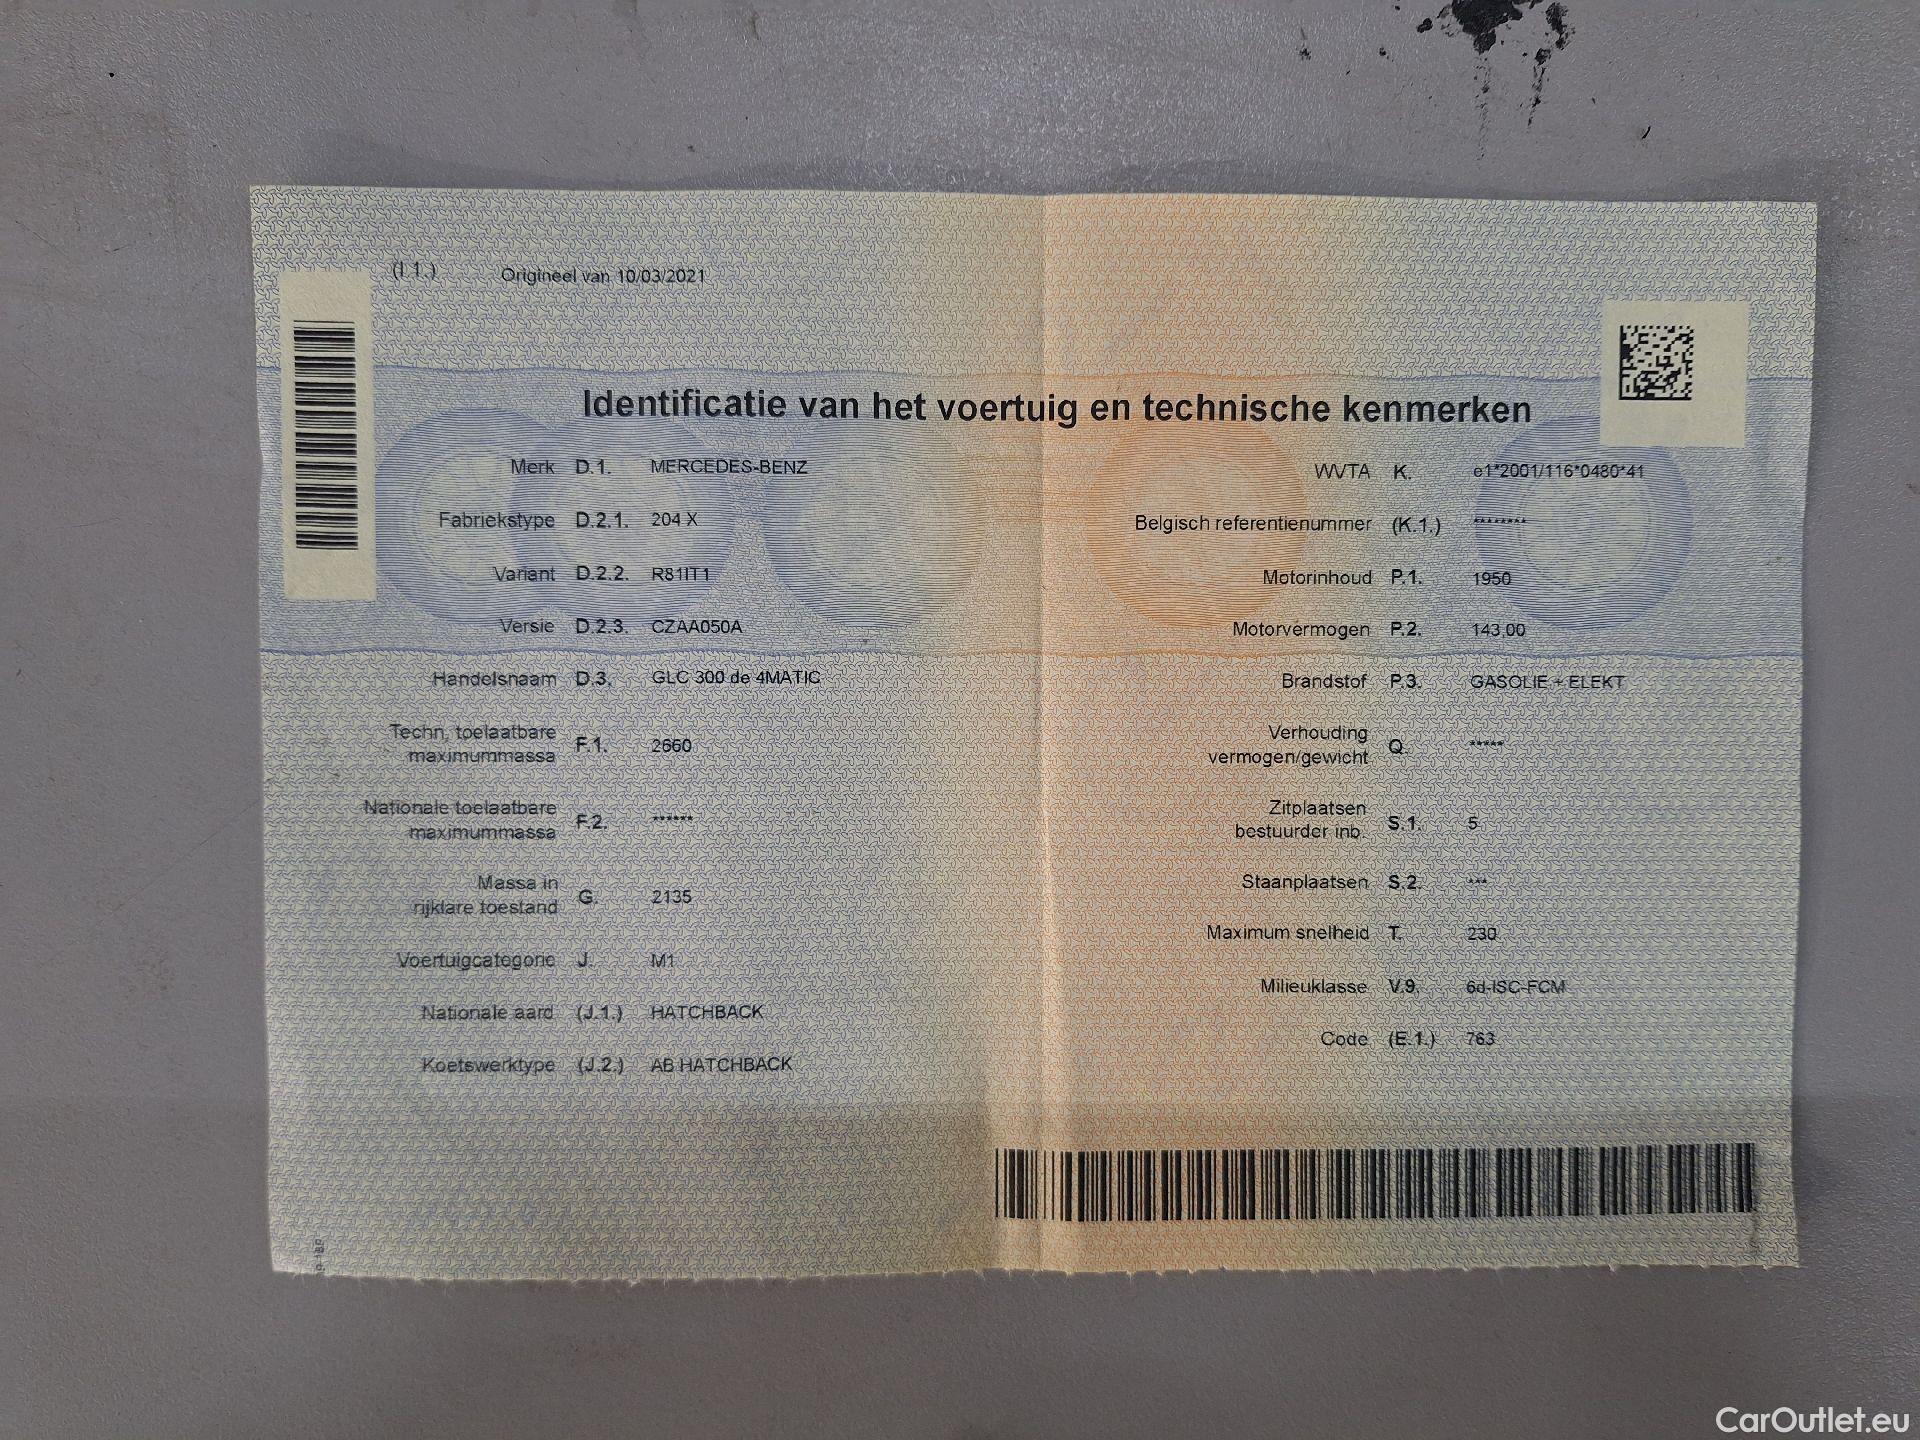 (I.1.) Origineel van 10/03/2021
Identificatie van het voertuig en technische kenmerken
Merk D.1. MERCEDES-BENZ
Fabriekstype D.2.1. 204 X
Variant D.2.2. R81IT1
Versie D.2.3. CZAA050A
Handelsnaam D.3. GLC 300 de 4MATIC
Techn. toelaatbare
maximummassa F.1. 2660
Nationale toelaatbare
maximummassa F.2. ******
Massa in
rijklare toestand G. 2135
Voertuigcategorie J. M1
Nationale aard (J.1.) HATCHBACK
Koetswerktype (J.2.) AB HATCHBACK
WVTA K. e1*2001/116*0480*41
Belgisch referentienummer (K.1.) ********
Motorinhoud P.1. 1950
Motorvermogen P.2. 143,00
Brandstof P.3. GASOLIE + ELEKT
Verhouding
vermogen/gewicht Q. *****
Zitplaatsen
bestuurder inb. S.1. 5
Staanplaatsen S.2. ***
Maximum snelheid T. 230
Milieuklasse V.9. 6d-ISC-FCM
Code (E.1.) 763
CarOutlet.eu